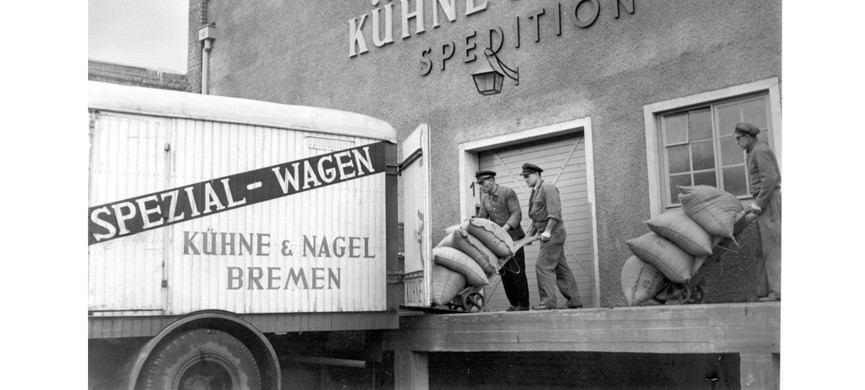 KÜHNE
SPEDITION
SPEZIAL-WAGEN
KÜHNE & NAGEL
BREMEN